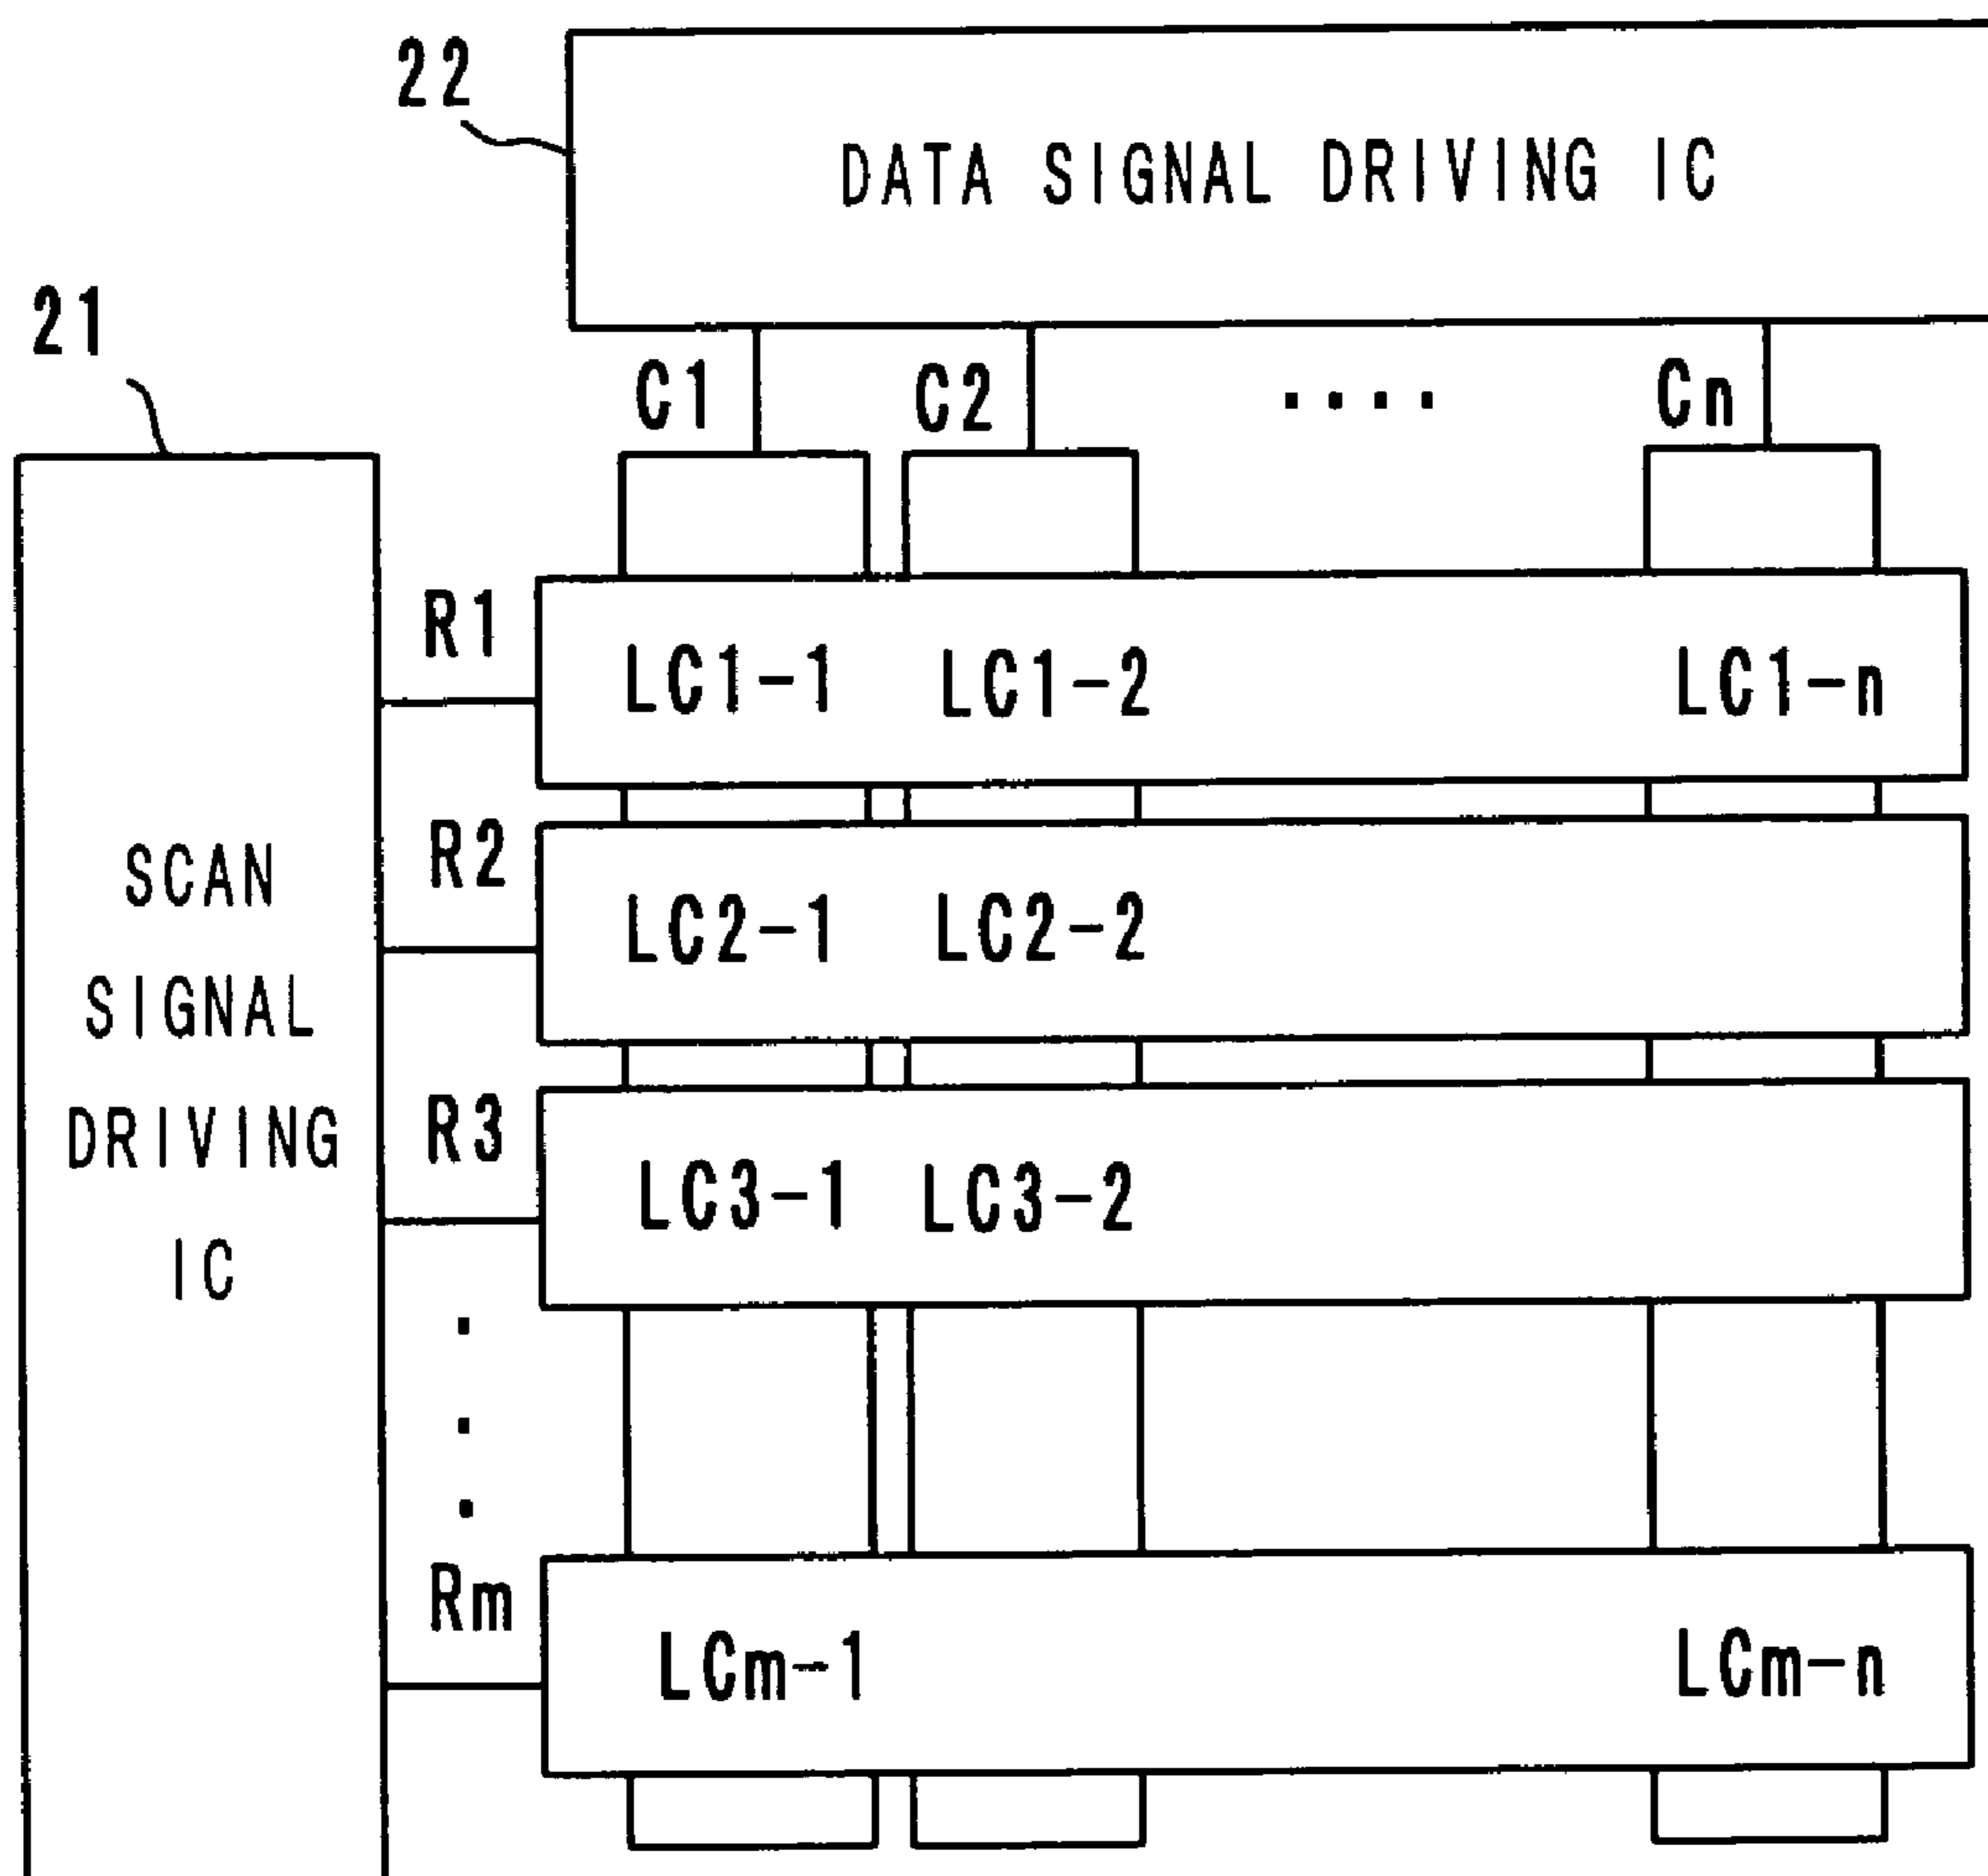 22
DATA SIGNAL DRIVING IC
21
C1 C2 ···· Cn
R1
LC1-1 LC1-2 LC1-n
R2
LC2-1 LC2-2
SCAN
SIGNAL
DRIVING
IC
R3
LC3-1 LC3-2
Rm
LCm-1 LCm-n